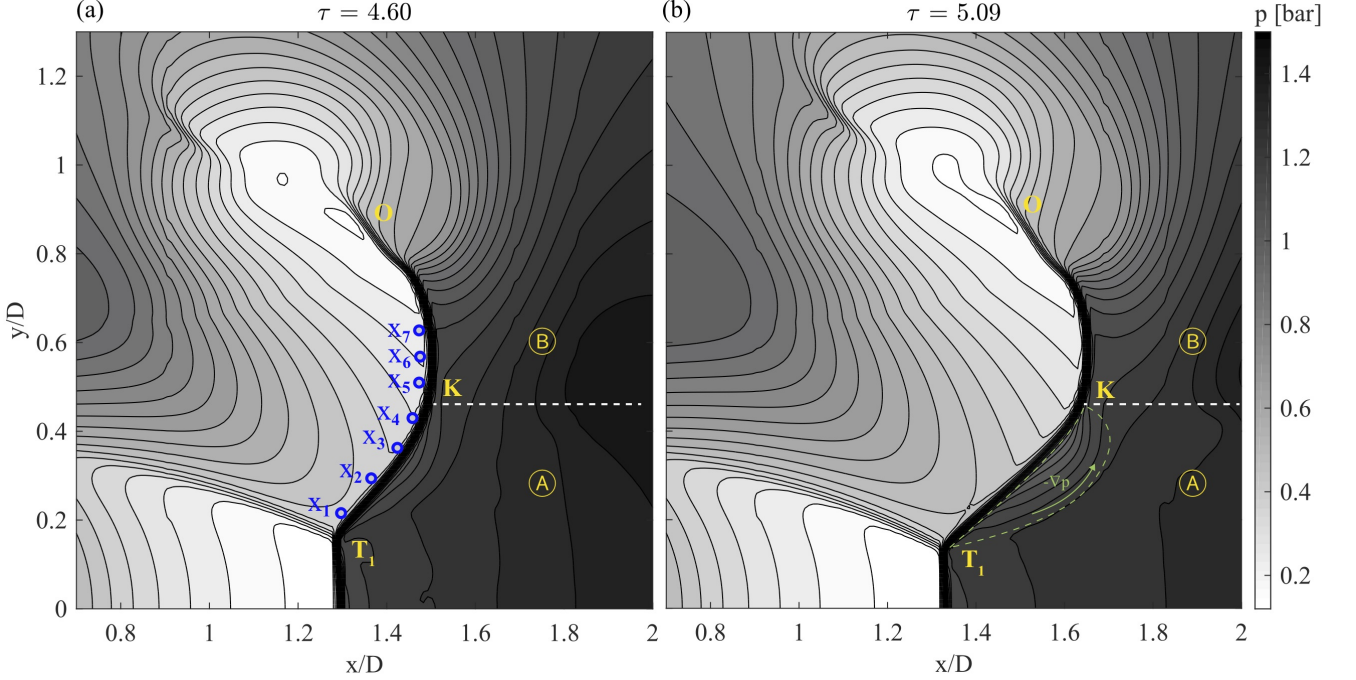 (a)
τ = 4.60
(b)
τ = 5.09
p [bar]
1.2
1
0.8
0.6
0.4
0.2
0
y/D
0.8
1
1.2
1.4
1.6
1.8
2
x/D
O
X₇
X₆
X₅
X₄
X₃
X₂
X₁
K
B
A
T₁
0.8
1
1.2
1.4
1.6
1.8
2
x/D
O
K
B
A
-∇p
T₁
1.4
1.2
1
0.8
0.6
0.4
0.2